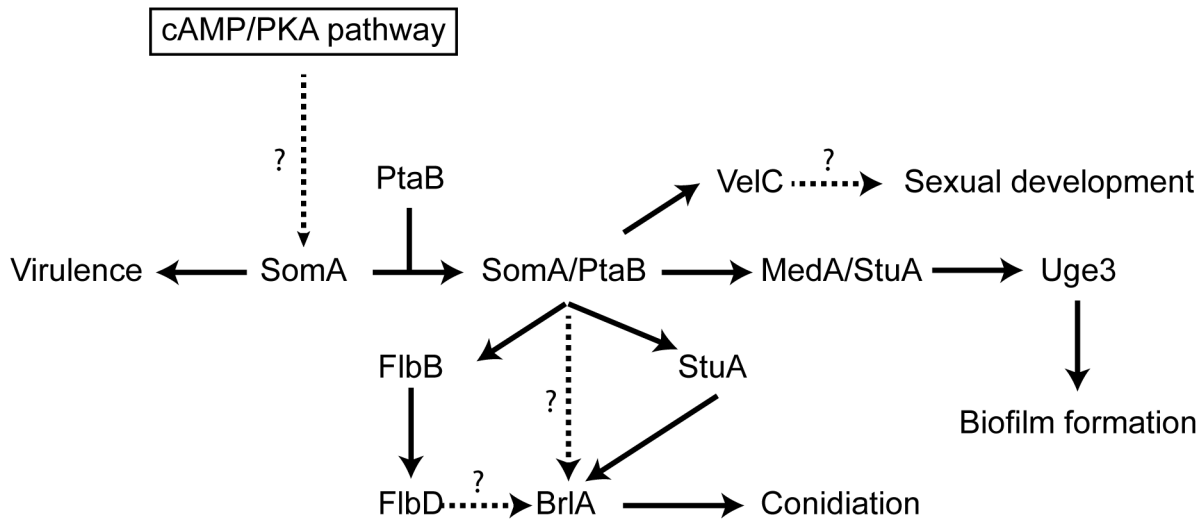 cAMP/PKA pathway
?
PtaB
VelC
?
Sexual development
Virulence
SomA
SomA/PtaB
MedA/StuA
Uge3
FlbB
?
StuA
Biofilm formation
FlbD
?
BrlA
Conidiation